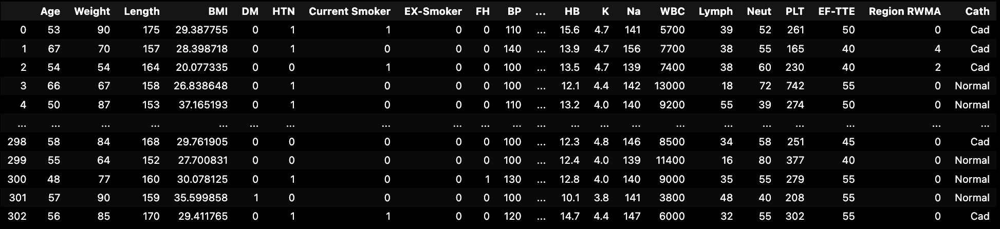 Age Weight Length BMI DM HTN Current Smoker EX-Smoker FH BP ... HB K Na WBC Lymph Neut PLT EF-TTE Region RWMA Cath
0 53 90 175 29.387755 0 1 1 0 0 110 ... 15.6 4.7 141 5700 39 52 261 50 0 Cad
1 67 70 157 28.398718 0 1 0 0 0 140 ... 13.9 4.7 156 7700 38 55 165 40 4 Cad
2 54 54 164 20.077335 0 0 1 0 0 100 ... 13.5 4.7 139 7400 38 60 230 40 2 Cad
3 66 67 158 26.838648 0 1 0 0 0 100 ... 12.1 4.4 142 13000 18 72 742 55 0 Normal
4 50 87 153 37.165193 0 1 0 0 0 110 ... 13.2 4.0 140 9200 55 39 274 50 0 Normal
... ... ... ... ... ... ... ... ... ... ... ... ... ... ... ... ... ... ... ... ... ...
298 58 84 168 29.761905 0 0 0 0 0 100 ... 12.3 4.8 146 8500 34 58 251 45 0 Cad
299 55 64 152 27.700831 0 0 0 0 0 100 ... 12.4 4.0 139 11400 16 80 377 40 0 Normal
300 48 77 160 30.078125 0 1 0 0 1 130 ... 12.8 4.0 140 9000 35 55 279 55 0 Normal
301 57 90 159 35.599858 1 0 0 0 0 100 ... 10.1 3.8 141 3800 48 40 208 55 0 Normal
302 56 85 170 29.411765 0 1 1 0 0 120 ... 14.7 4.4 147 6000 32 55 302 55 0 Cad